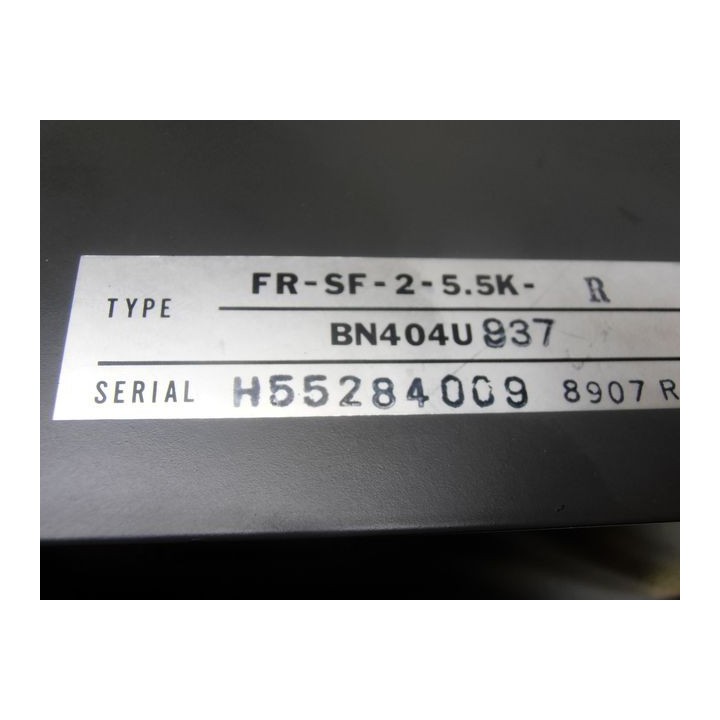 TYPE FR-SF-2-5.5K- R
BN404U 937
SERIAL H55284009 8907 R